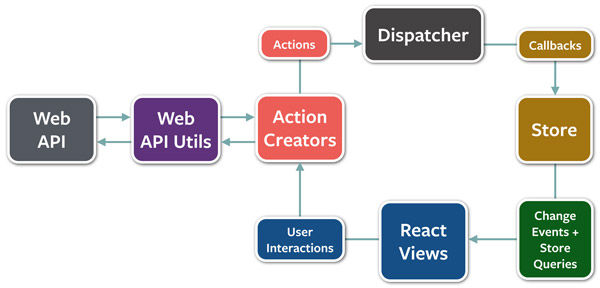 Actions
Dispatcher
Callbacks
Web
API
Web
API Utils
Action
Creators
Store
User
Interactions
React
Views
Change
Events +
Store
Queries